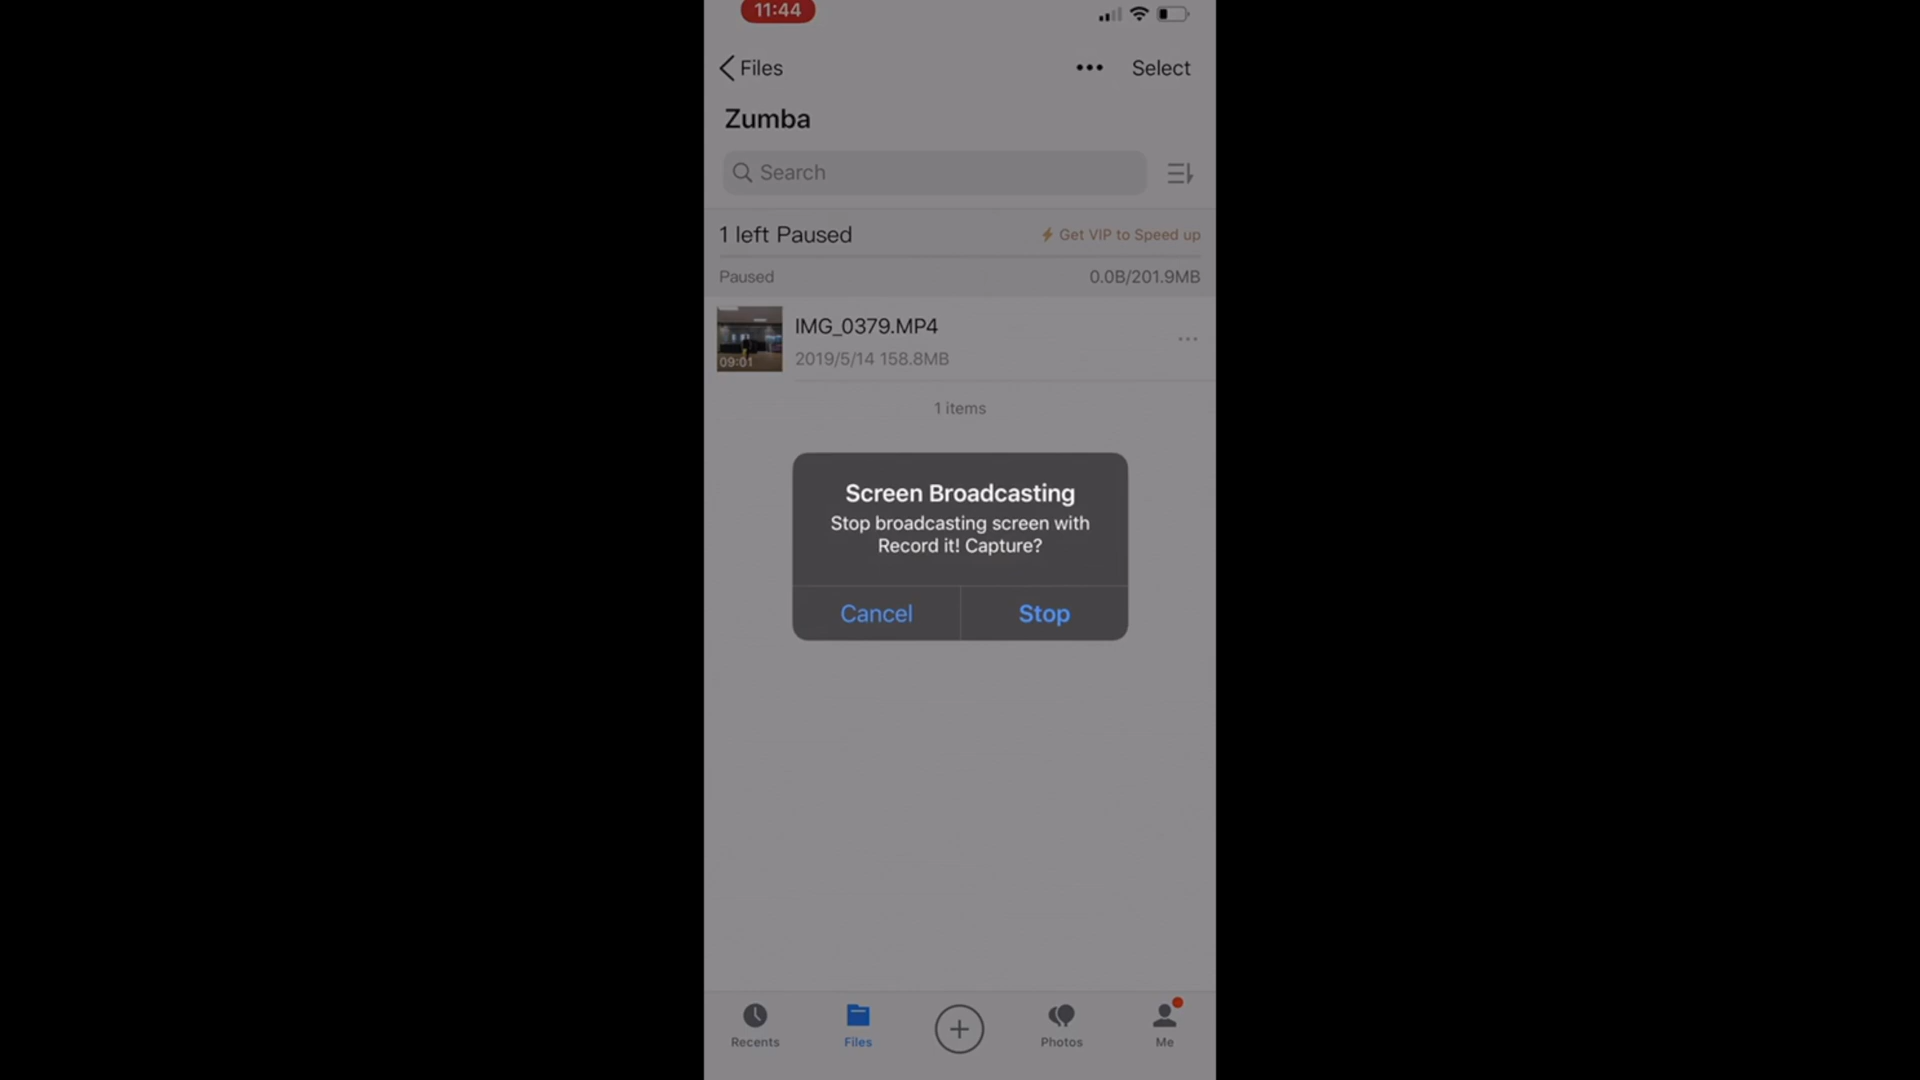 11:44
Files
Select
Zumba
Search
1 left Paused
Get VIP to Speed up
Paused
0.0B/201.9MB
09:01
IMG_0379.MP4
2019/5/14 158.8MB
1 items
Screen Broadcasting
Stop broadcasting screen with
Record it! Capture?
Cancel
Stop
Recents
Files
Photos
Me